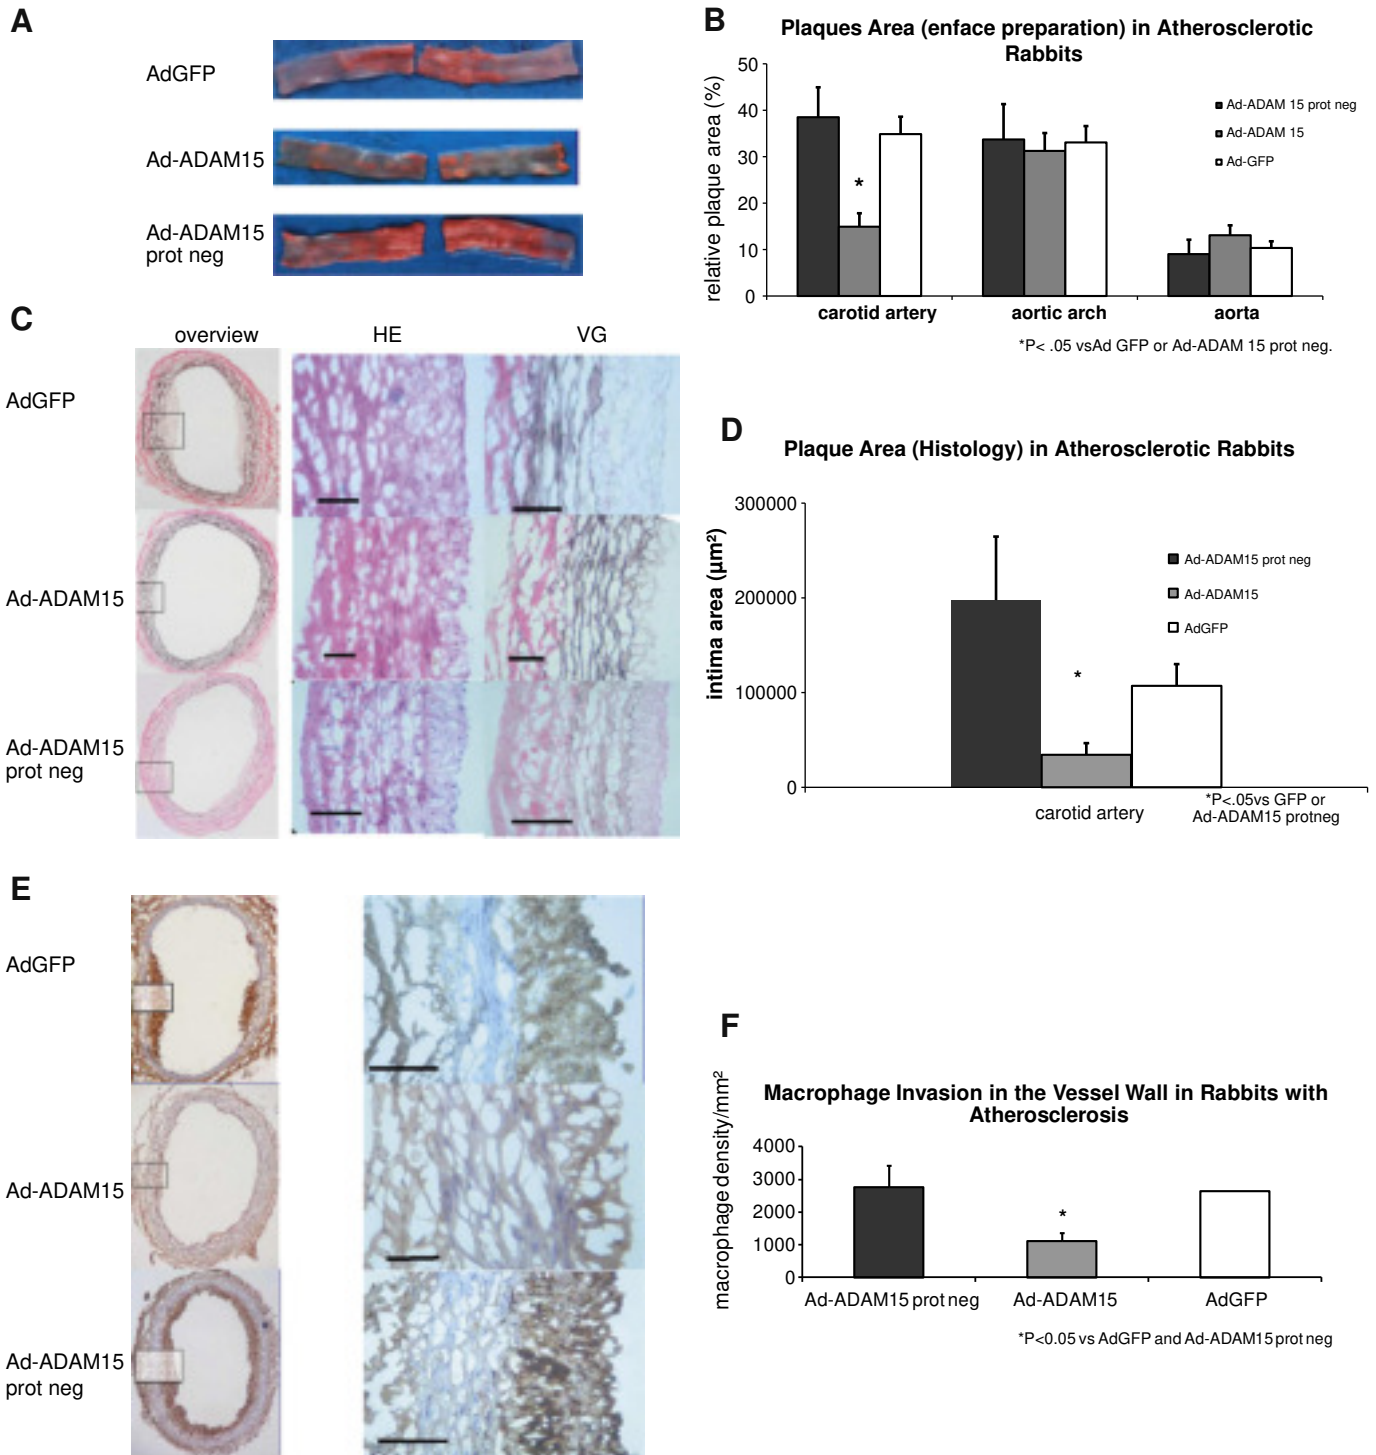 A
AdGFP
Ad-ADAM15
Ad-ADAM15
prot neg
B
Plaques Area (enface preparation) in Atherosclerotic
Rabbits
relative plaque area (%)
50
40
30
20
10
0
*
Ad-ADAM 15 prot neg
Ad-ADAM 15
Ad-GFP
carotid artery
aortic arch
aorta
*P< .05 vsAd GFP or Ad-ADAM 15 prot neg.
C
overview
HE
VG
AdGFP
Ad-ADAM15
Ad-ADAM15
prot neg
D
Plaque Area (Histology) in Atherosclerotic Rabbits
intima area (µm²)
300000
200000
100000
0
*
Ad-ADAM15 prot neg
Ad-ADAM15
AdGFP
carotid artery
*P<.05vs GFP or
Ad-ADAM15 protneg
E
AdGFP
Ad-ADAM15
Ad-ADAM15
prot neg
F
Macrophage Invasion in the Vessel Wall in Rabbits with
Atherosclerosis
macrophage density/mm²
4000
3000
2000
1000
0
*
Ad-ADAM15 prot neg
Ad-ADAM15
AdGFP
*P<0.05 vs AdGFP and Ad-ADAM15 prot neg